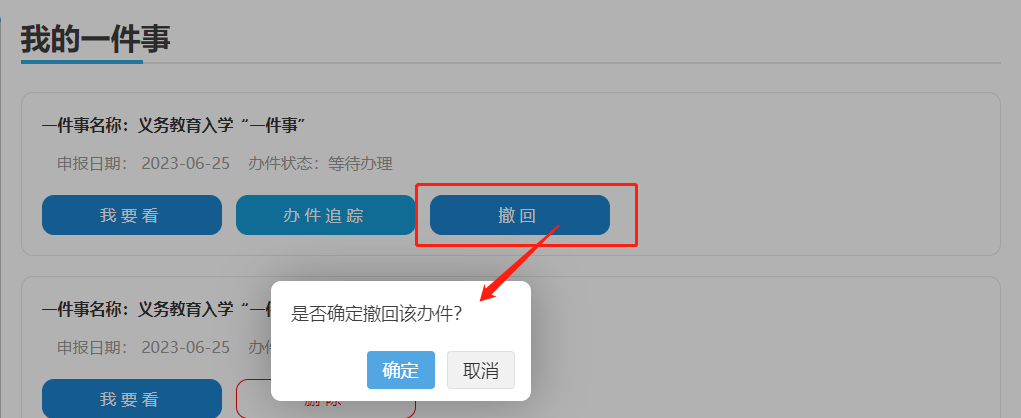 我的一件事
一件事名称：义务教育入学“一件事”
申报日期： 2023-06-25 办件状态：等待办理
我要看 办件追踪 撤回
是否确定撤回该办件？
确定 取消
一件事名称：义务教育入学“一
申报日期： 2023-06-25 办
我要看